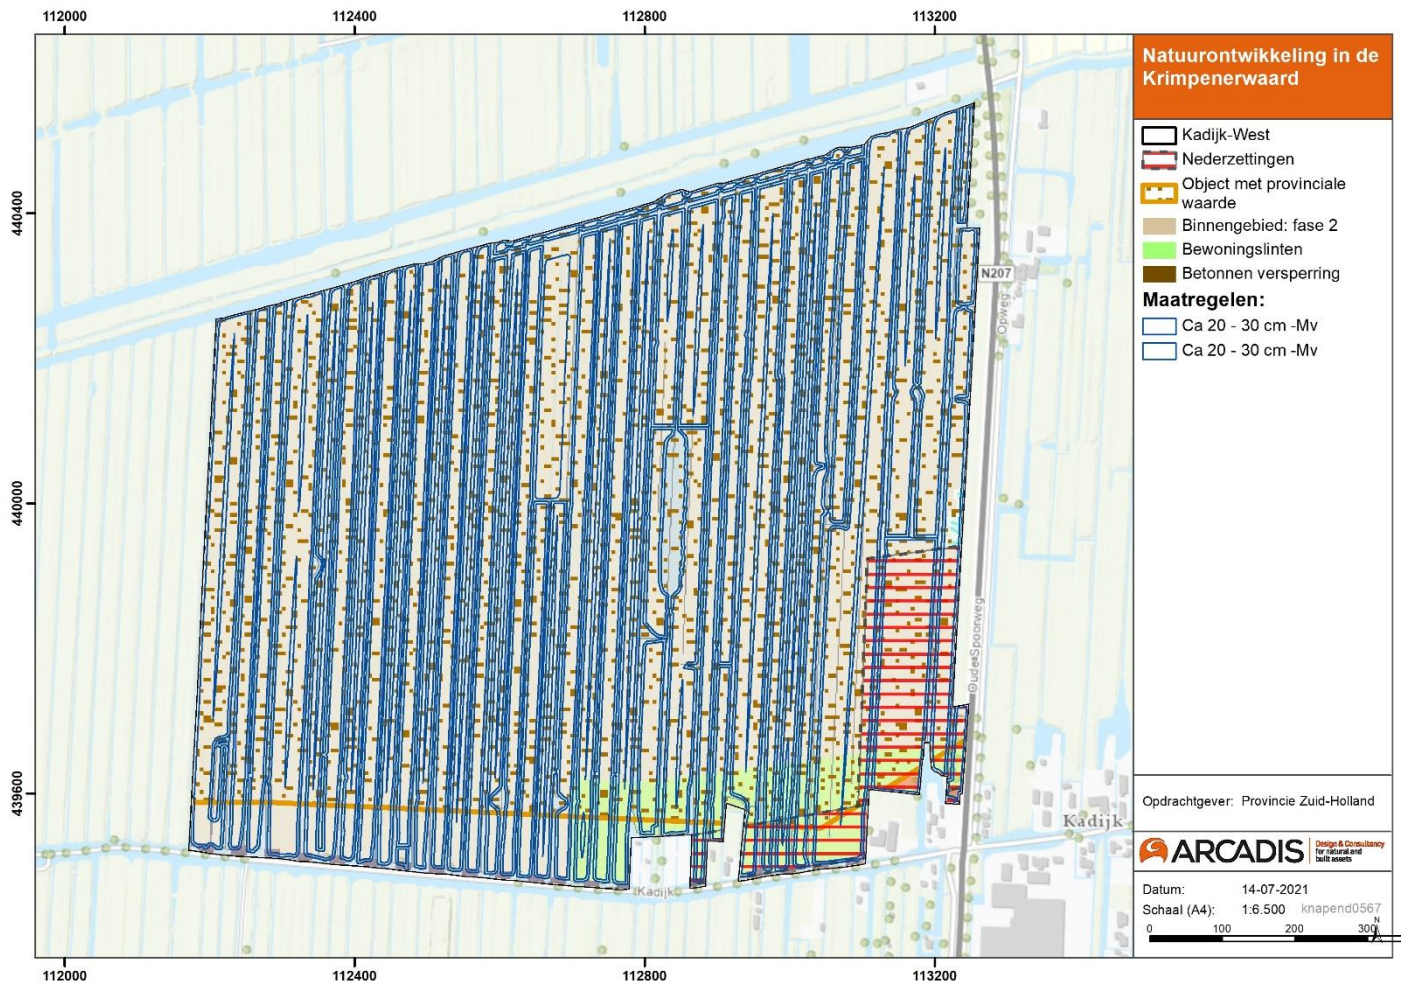 112000
112400
112800
113200
440400
440000
439600
N207
Opweg
Oude Spoorweg
Kadijk
Kadijk
112000
112400
112800
113200
Natuurontwikkeling in de
Krimpenerwaard
Kadijk-West
Nederzettingen
Object met provinciale
waarde
Binnengebied: fase 2
Bewoningslinten
Betonnen versperring
Maatregelen:
Ca 20 - 30 cm -Mv
Ca 20 - 30 cm -Mv
Opdrachtgever: Provincie Zuid-Holland
ARCADIS
Design & Consultancy
for natural and
built assets
Datum: 14-07-2021
Schaal (A4): 1:6.500 knapend0567
N
0 100 200 300